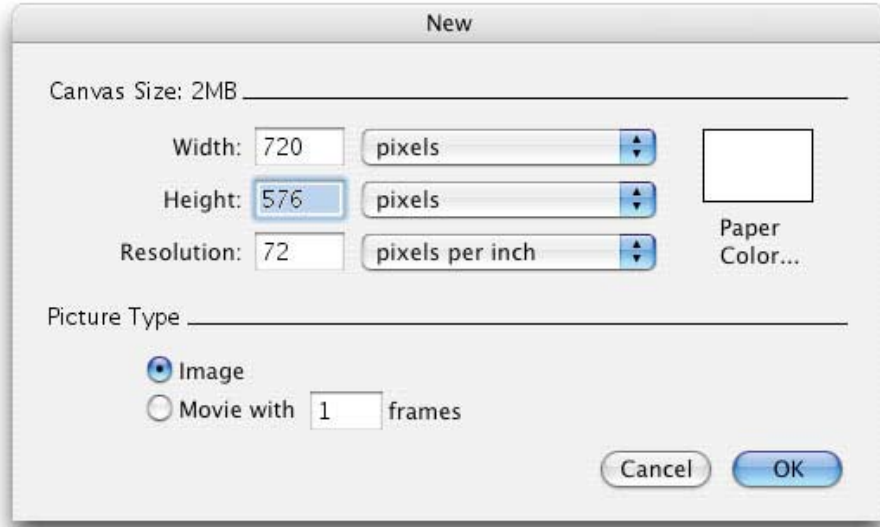 New
Canvas Size: 2MB
Width: 720 pixels
Height: 576 pixels
Resolution: 72 pixels per inch
Paper
Color...
Picture Type
Image
Movie with 1 frames
Cancel OK